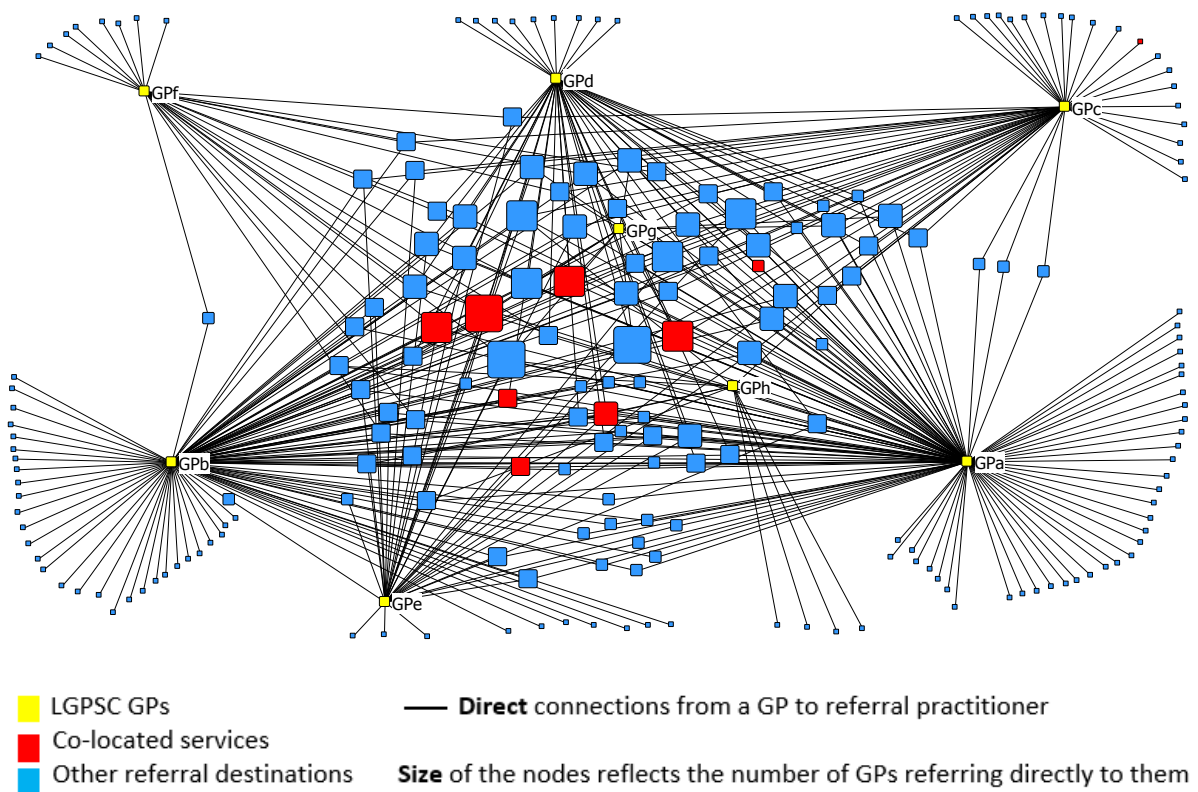 GPf
GPd
GPc
GPg
GPh
GPb
GPa
GPe
LGPSC GPs
Direct connections from a GP to referral practitioner
Co-located services
Other referral destinations
Size of the nodes reflects the number of GPs referring directly to them